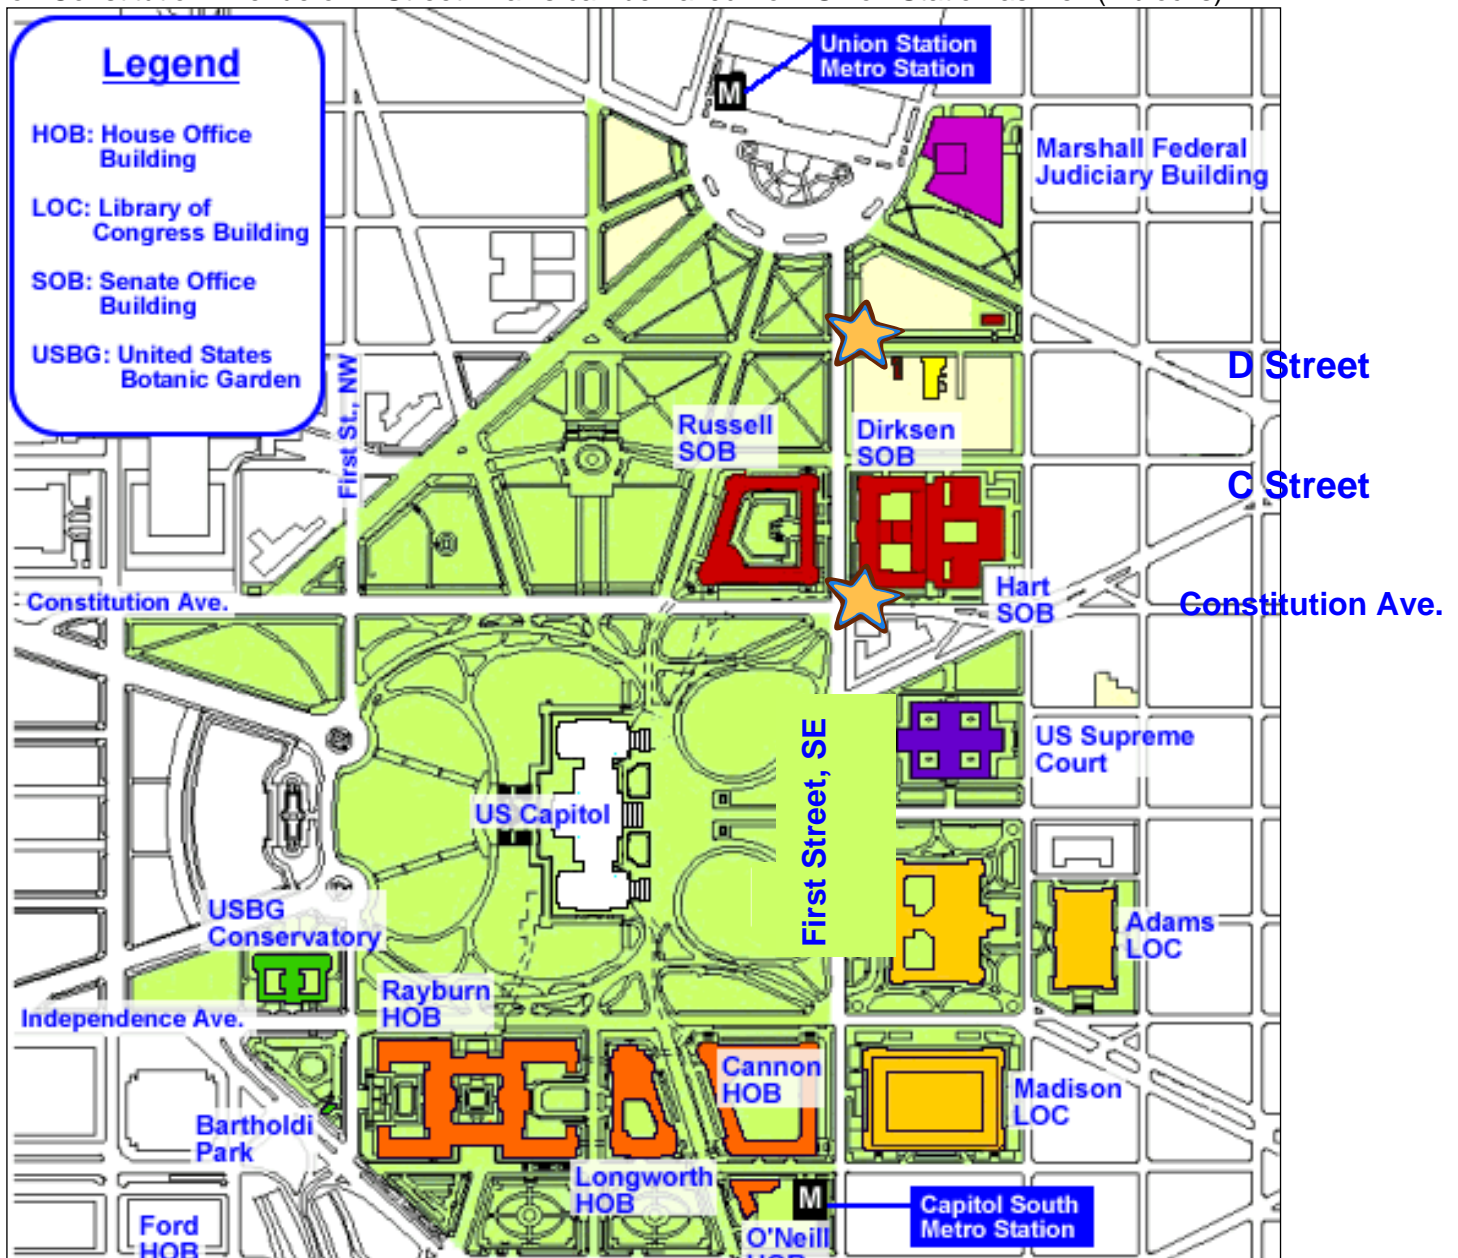 Legend
HOB: House Office
Building
LOC: Library of
Congress Building
SOB: Senate Office
Building
USBG: United States
Botanic Garden
Union Station
Metro Station
M
Marshall Federal
Judiciary Building
First St., NW
D Street
Russell
SOB
Dirksen
SOB
C Street
Constitution Ave.
Hart
SOB
Constitution Ave.
US Capitol
First Street, SE
US Supreme
Court
USBG
Conservatory
Adams
LOC
Independence Ave.
Rayburn
HOB
Cannon
HOB
Madison
LOC
Bartholdi
Park
Longworth
HOB
M
Capitol South
Metro Station
Ford
HOB
O'Neill
HOB